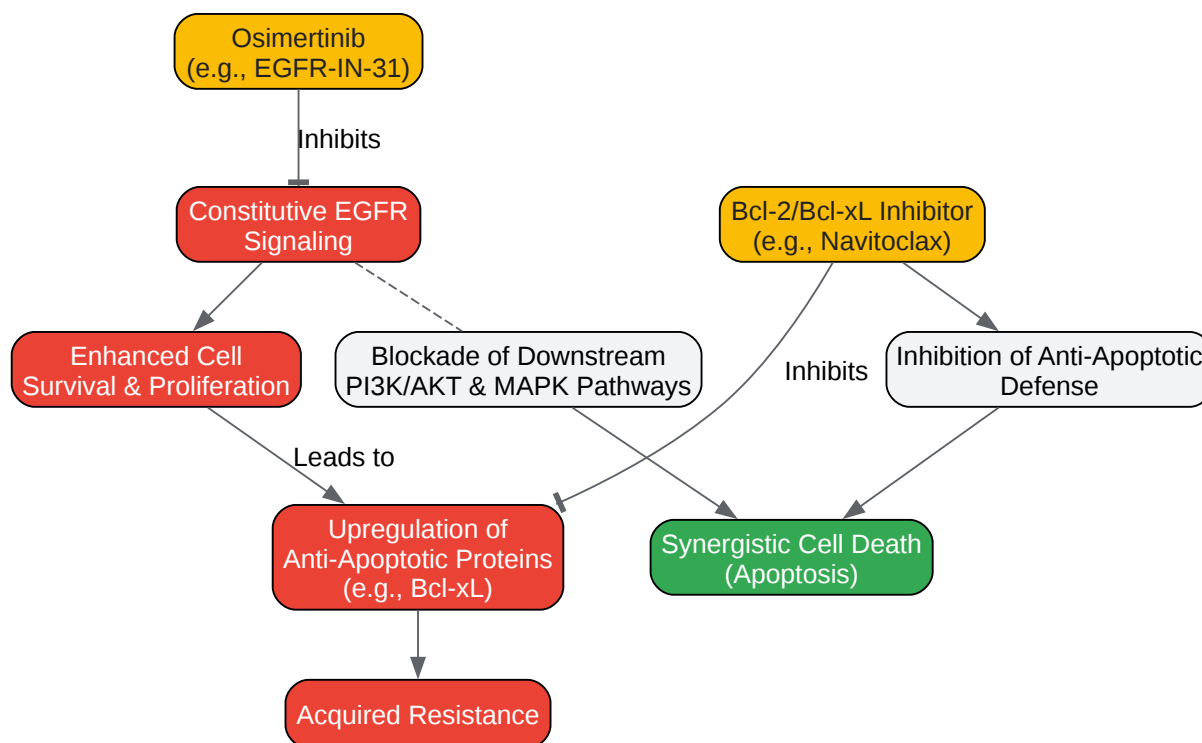 Osimertinib
(e.g., EGFR-IN-31)
Inhibits
Constitutive EGFR
Signaling
Bcl-2/Bcl-xL Inhibitor
(e.g., Navitoclax)
Enhanced Cell
Survival & Proliferation
Blockade of Downstream
PI3K/AKT & MAPK Pathways
Inhibits
Inhibition of Anti-Apoptotic
Defense
Leads to
Upregulation of
Anti-Apoptotic Proteins
(e.g., Bcl-xL)
Synergistic Cell Death
(Apoptosis)
Acquired Resistance